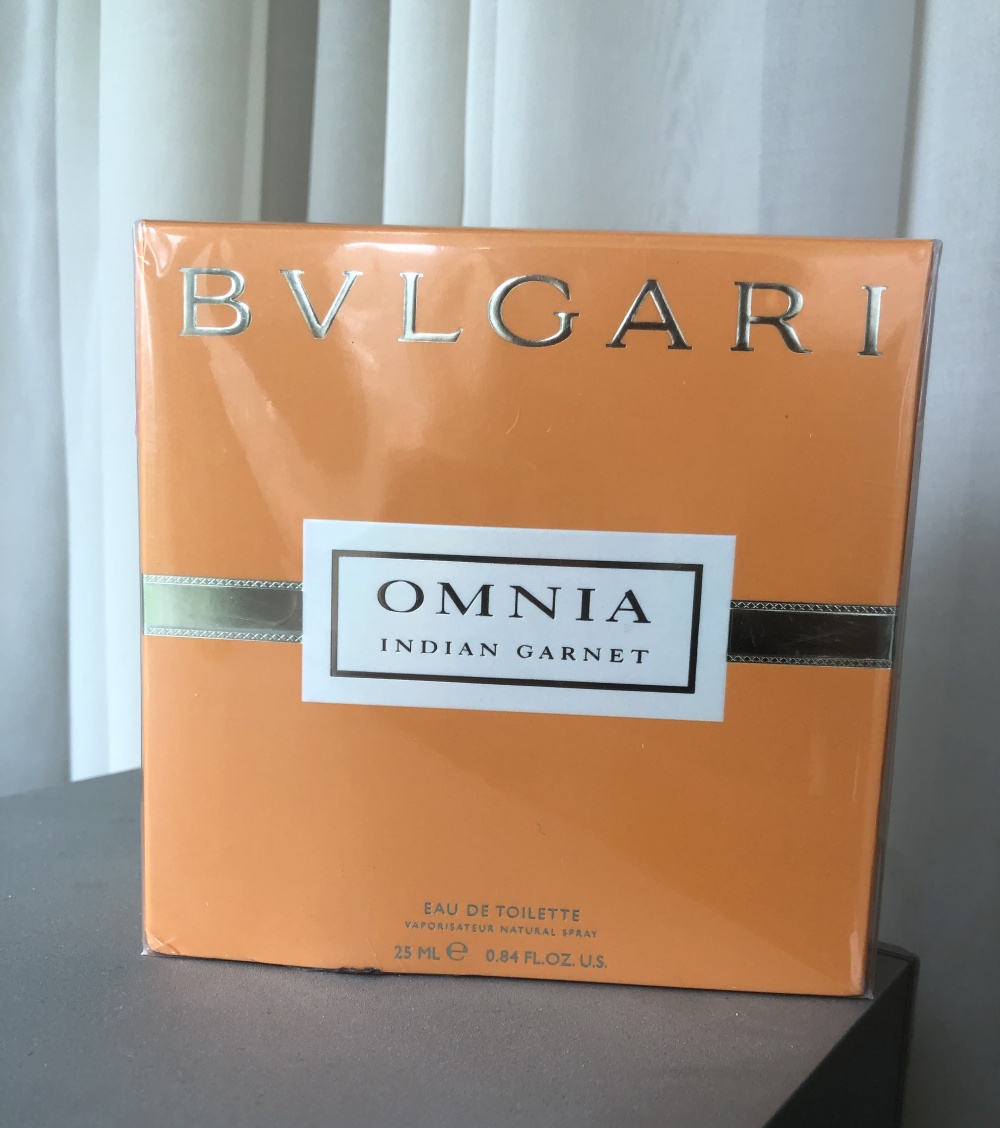 BVLGARI
OMNIA
INDIAN GARNET
EAU DE TOILETTE
VAPORISATEUR NATURAL SPRAY
25 ML ℮ 0.84 FL.OZ. U.S.